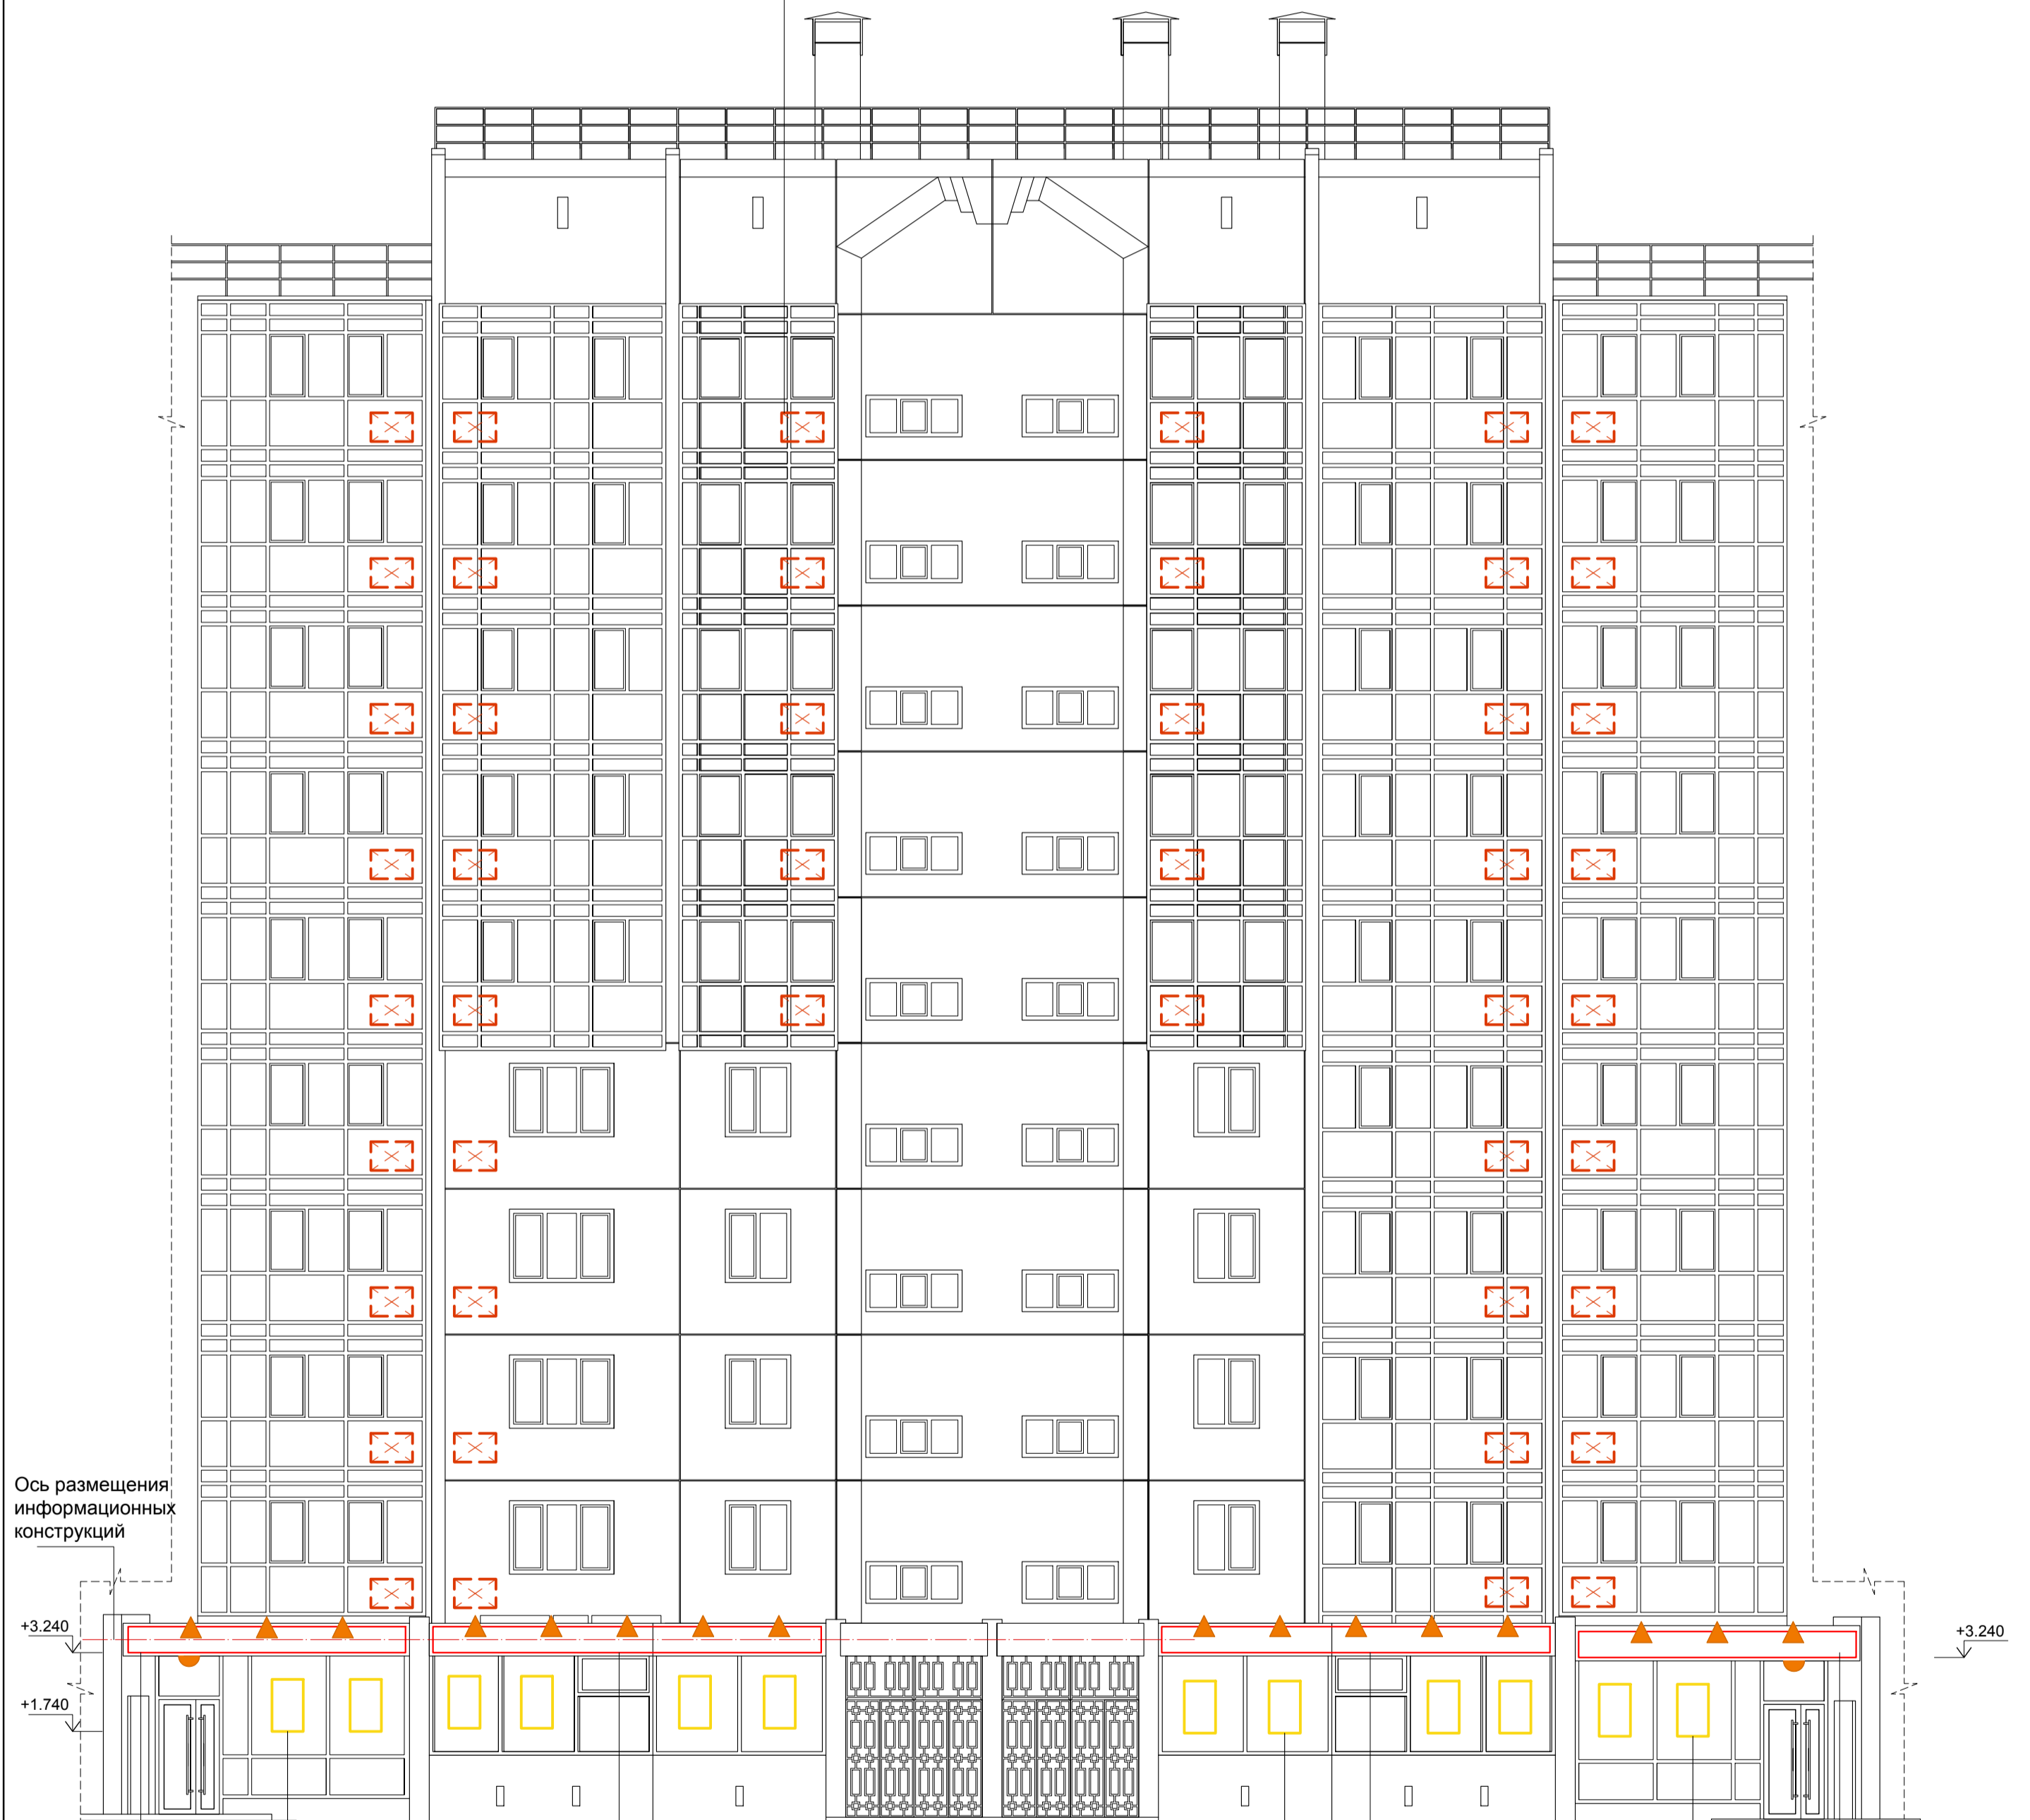 Ось размещения
информационных
конструкций
+3.240
+3.240
+1.740